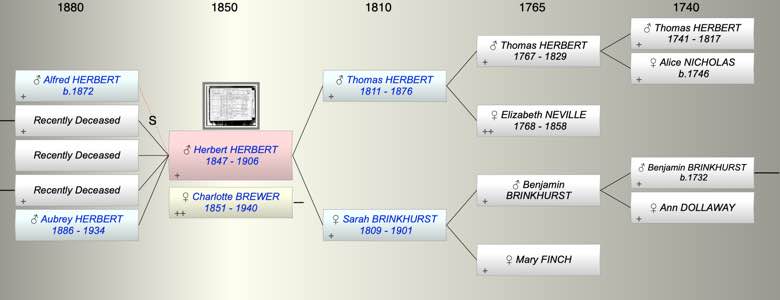 1880
1850
1810
1765
1740
♂ Alfred HERBERT
b.1872
+
Recently Deceased
+
S
Recently Deceased
Recently Deceased
+
♂ Aubrey HERBERT
1886 - 1934
♂ Herbert HERBERT
1847 - 1906
+
♀ Charlotte BREWER
1851 - 1940
++
♂ Thomas HERBERT
1811 - 1876
+
♀ Sarah BRINKHURST
1809 - 1901
+
♂ Thomas HERBERT
1767 - 1829
+
♀ Elizabeth NEVILLE
1768 - 1858
++
♂ Benjamin
BRINKHURST
+
♀ Mary FINCH
+
♂ Thomas HERBERT
1741 - 1817
+
♀ Alice NICHOLAS
b.1746
+
♂ Benjamin BRINKHURST
b.1732
+
♀ Ann DOLLAWAY
+